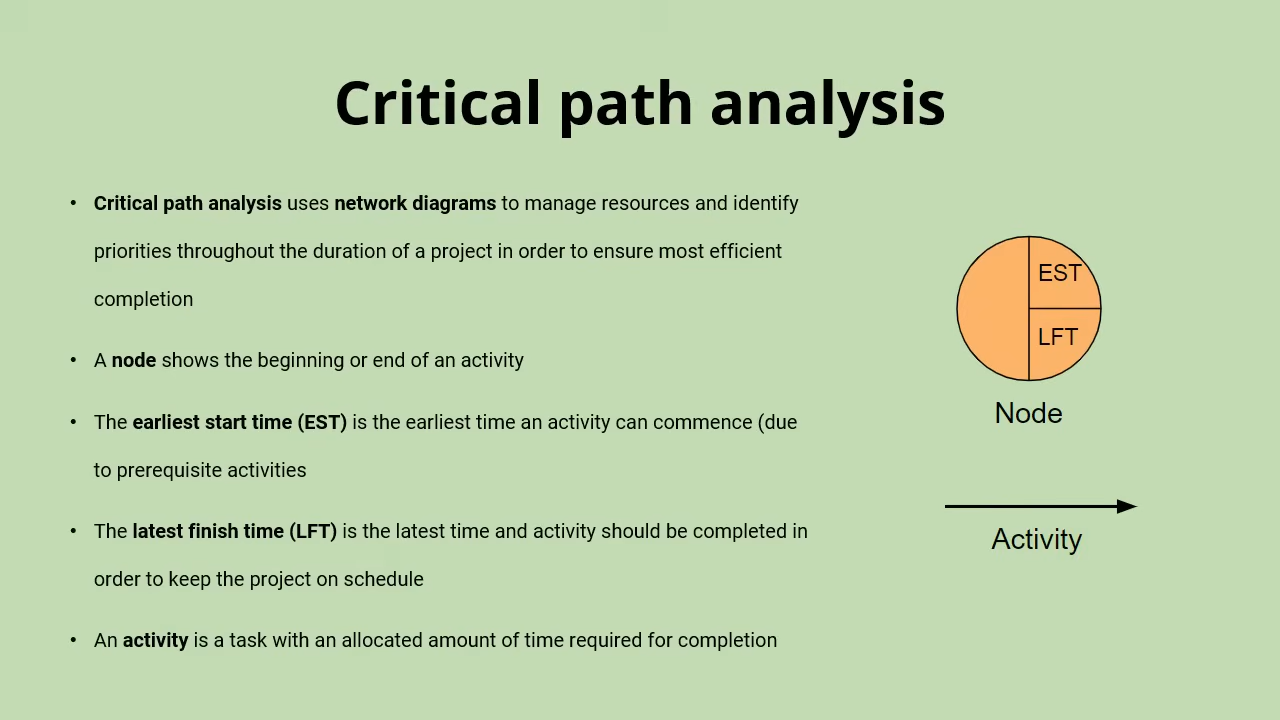 Critical path analysis
• Critical path analysis uses network diagrams to manage resources and identify
priorities throughout the duration of a project in order to ensure most efficient
completion
• A node shows the beginning or end of an activity
• The earliest start time (EST) is the earliest time an activity can commence (due
to prerequisite activities
• The latest finish time (LFT) is the latest time and activity should be completed in
order to keep the project on schedule
• An activity is a task with an allocated amount of time required for completion
EST
LFT
Node
Activity